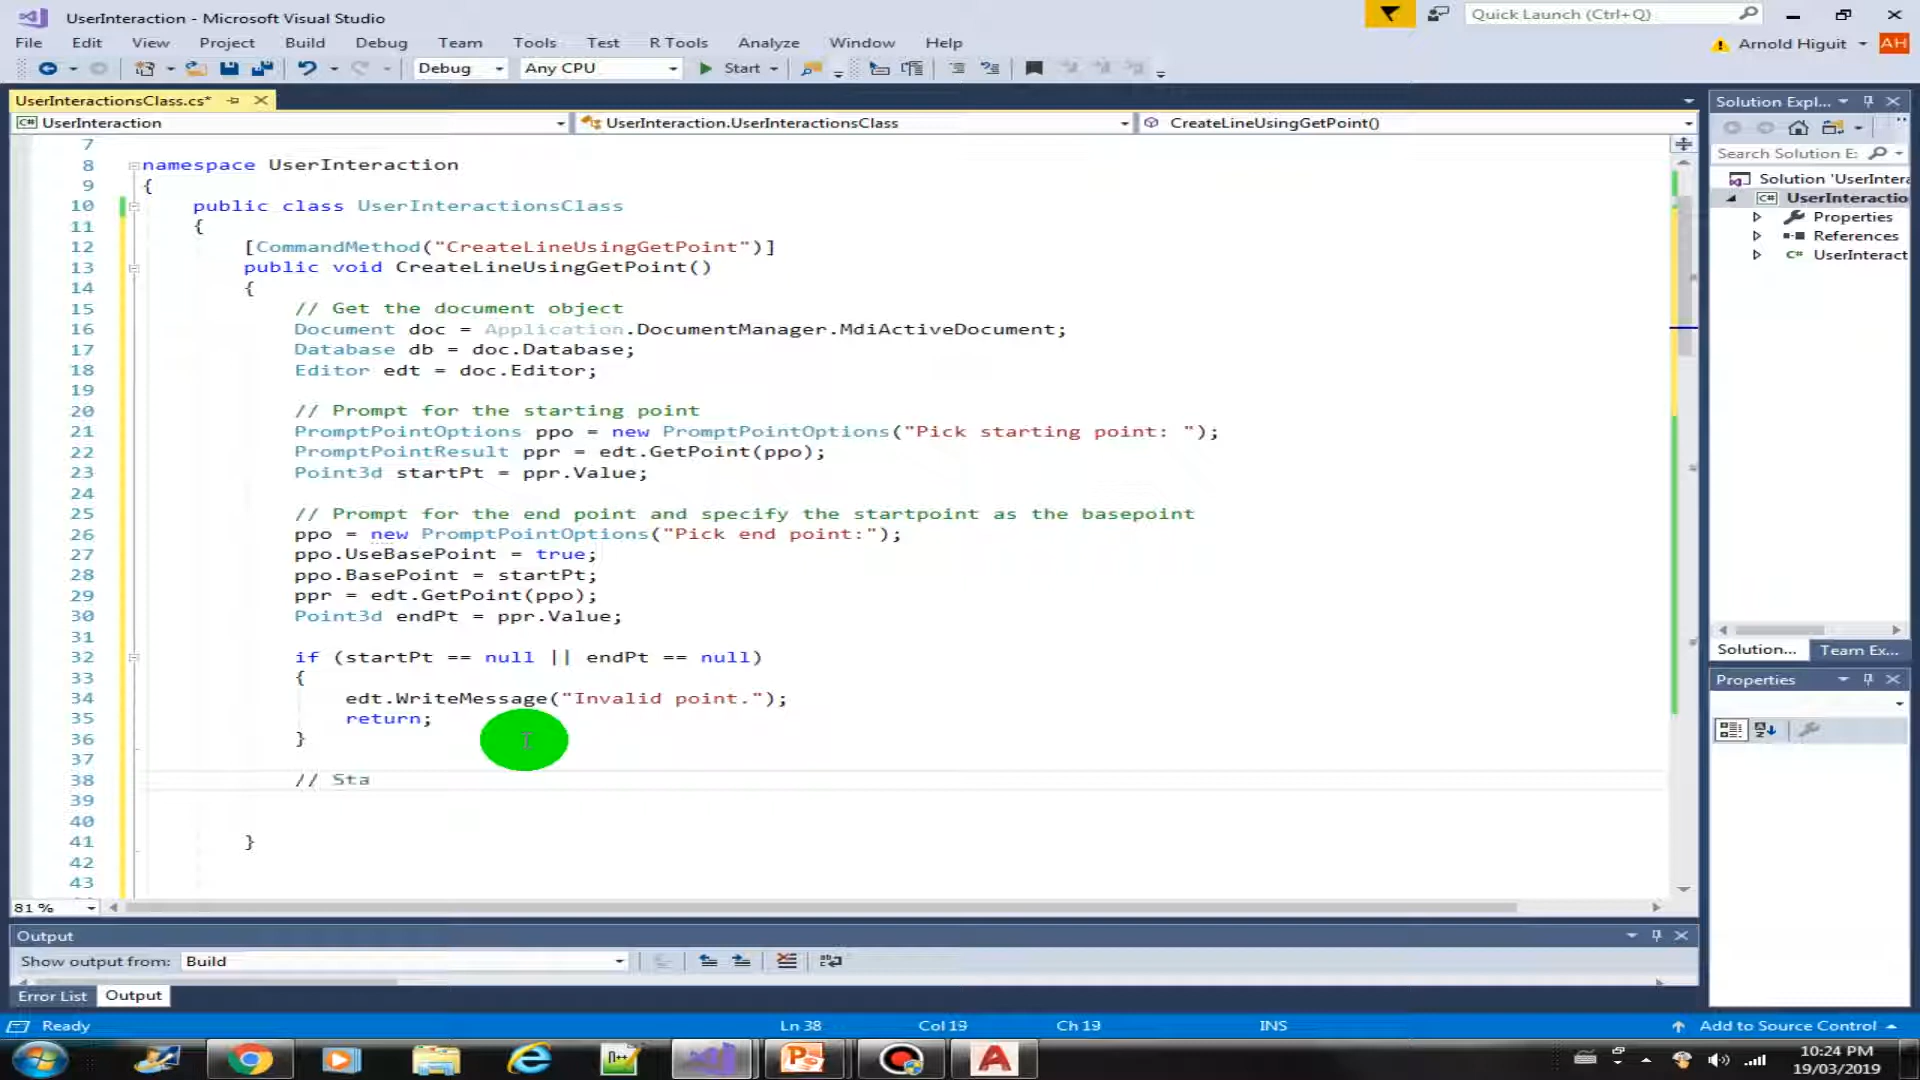 UserInteraction - Microsoft Visual Studio
Quick Launch (Ctrl+Q)
File Edit View Project Build Debug Team Tools Test R Tools Analyze Window Help
Arnold Higuit AH
Debug Any CPU Start
UserInteractionsClass.cs*
C# UserInteraction UserInteraction.UserInteractionsClass CreateLineUsingGetPoint()
7
8 namespace UserInteraction
9 {
10 public class UserInteractionsClass
11 {
12 [CommandMethod("CreateLineUsingGetPoint")]
13 public void CreateLineUsingGetPoint()
14 {
15 // Get the document object
16 Document doc = Application.DocumentManager.MdiActiveDocument;
17 Database db = doc.Database;
18 Editor edt = doc.Editor;
19
20 // Prompt for the starting point
21 PromptPointOptions ppo = new PromptPointOptions("Pick starting point: ");
22 PromptPointResult ppr = edt.GetPoint(ppo);
23 Point3d startPt = ppr.Value;
24
25 // Prompt for the end point and specify the startpoint as the basepoint
26 ppo = new PromptPointOptions("Pick end point:");
27 ppo.UseBasePoint = true;
28 ppo.BasePoint = startPt;
29 ppr = edt.GetPoint(ppo);
30 Point3d endPt = ppr.Value;
31
32 if (startPt == null || endPt == null)
33 {
34 edt.WriteMessage("Invalid point.");
35 return;
36 }
37
38 // Sta
39
40
41 }
42
43
81 %
Solution Expl...
Search Solution E:
Solution 'UserIntera
C# UserInteractio
Properties
References
C# UserInteract
Solution... Team Ex...
Properties
Output
Show output from: Build
Error List Output
Ready Ln 38 Col 19 Ch 19 INS Add to Source Control
N++
10:24 PM
19/03/2019